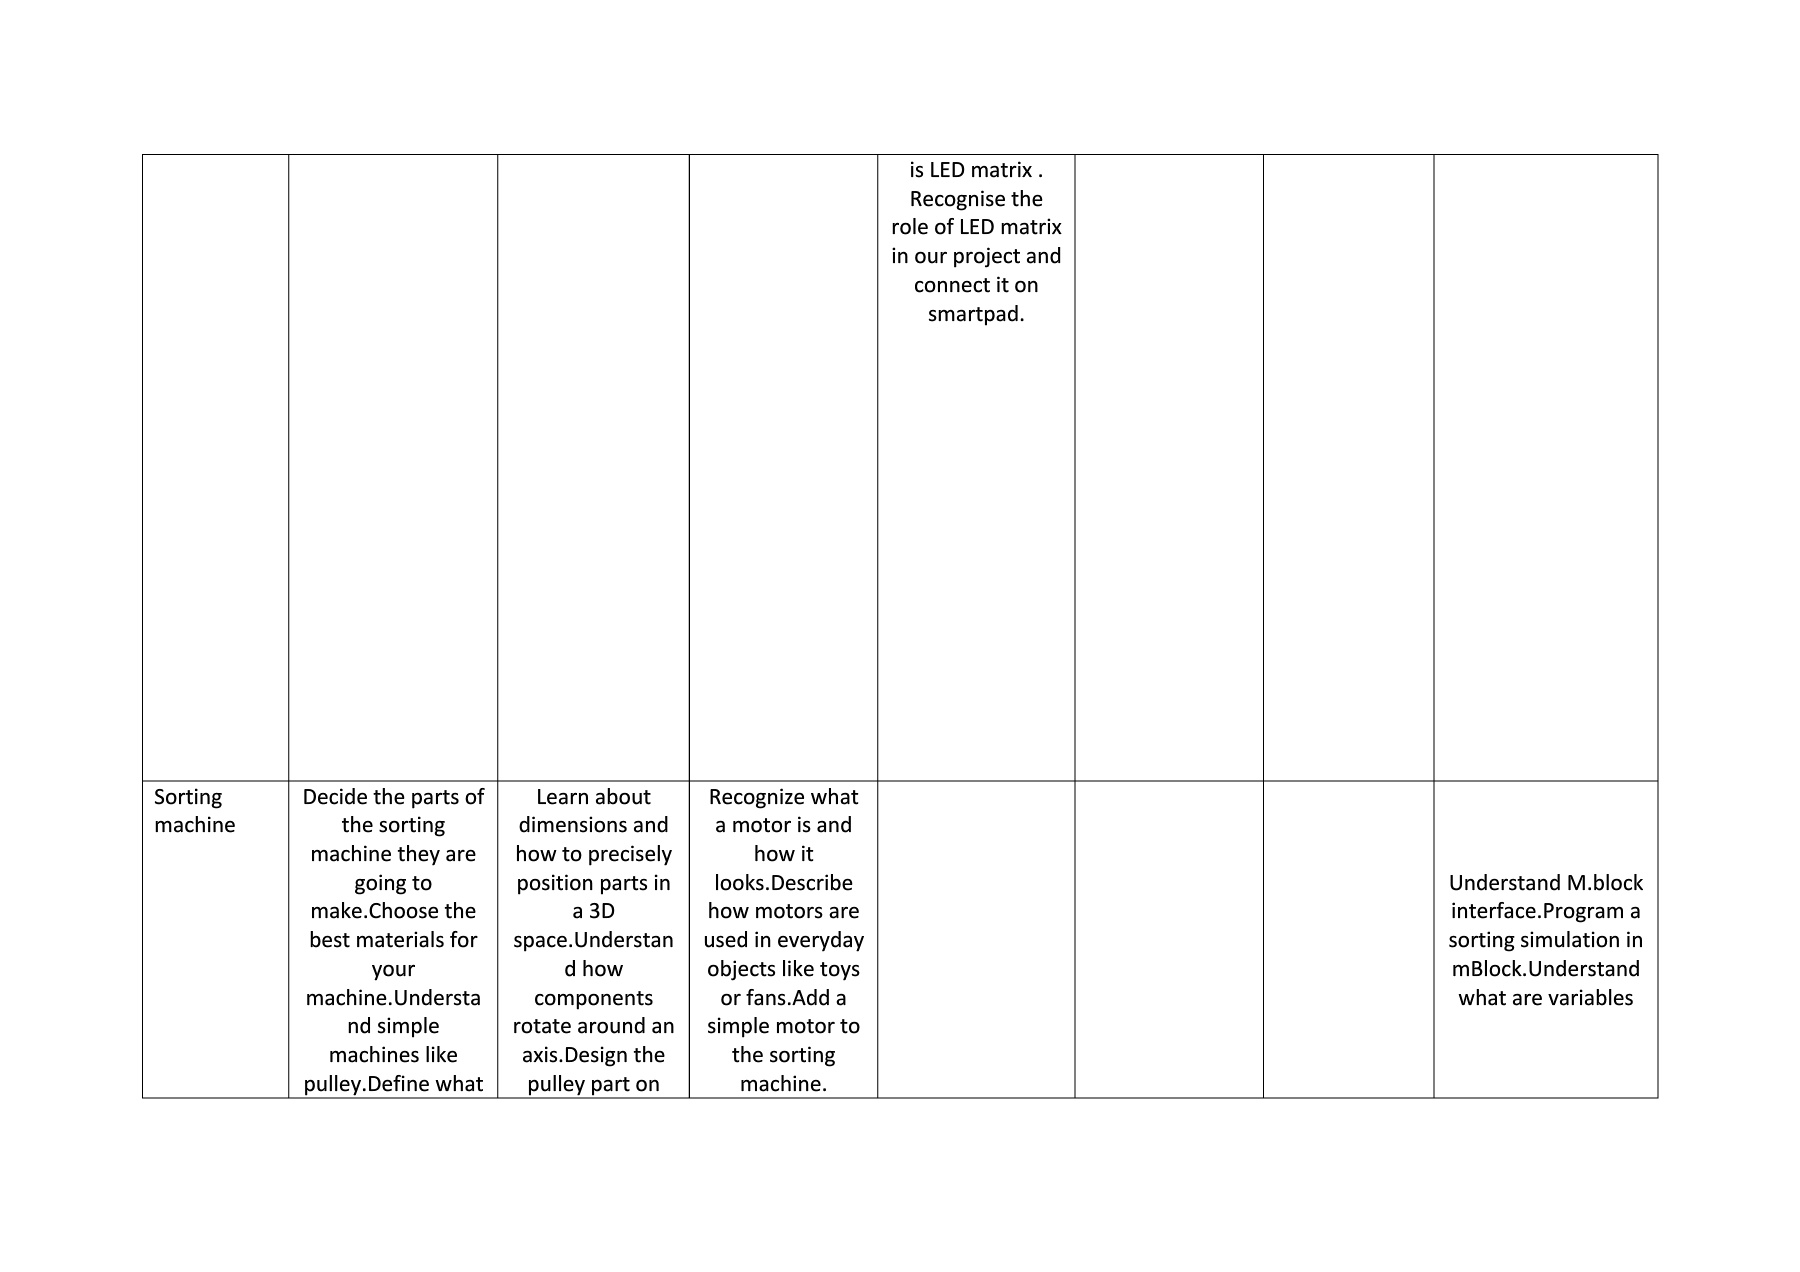 is LED matrix .
Recognise the
role of LED matrix
in our project and
connect it on
smartpad.
Sorting
machine
Decide the parts of
the sorting
machine they are
going to
make.Choose the
best materials for
your
machine.Understa
nd simple
machines like
pulley.Define what
Learn about
dimensions and
how to precisely
position parts in
a 3D
space.Understan
d how
components
rotate around an
axis.Design the
pulley part on
Recognize what
a motor is and
how it
looks.Describe
how motors are
used in everyday
objects like toys
or fans.Add a
simple motor to
the sorting
machine.
Understand M.block
interface.Program a
sorting simulation in
mBlock.Understand
what are variables